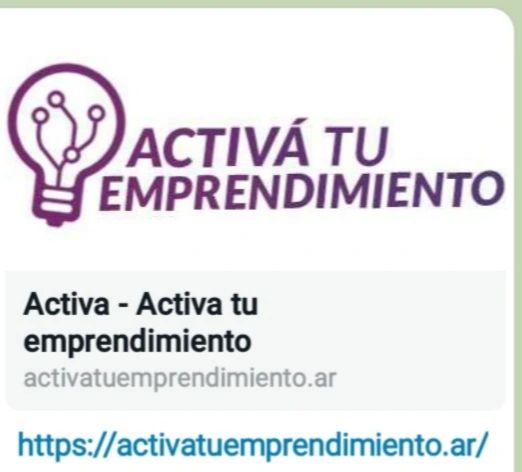 ACTIVÁ TU
EMPRENDIMIENTO
Activa - Activa tu
emprendimiento
activatuemprendimiento.ar
https://activatuemprendimiento.ar/